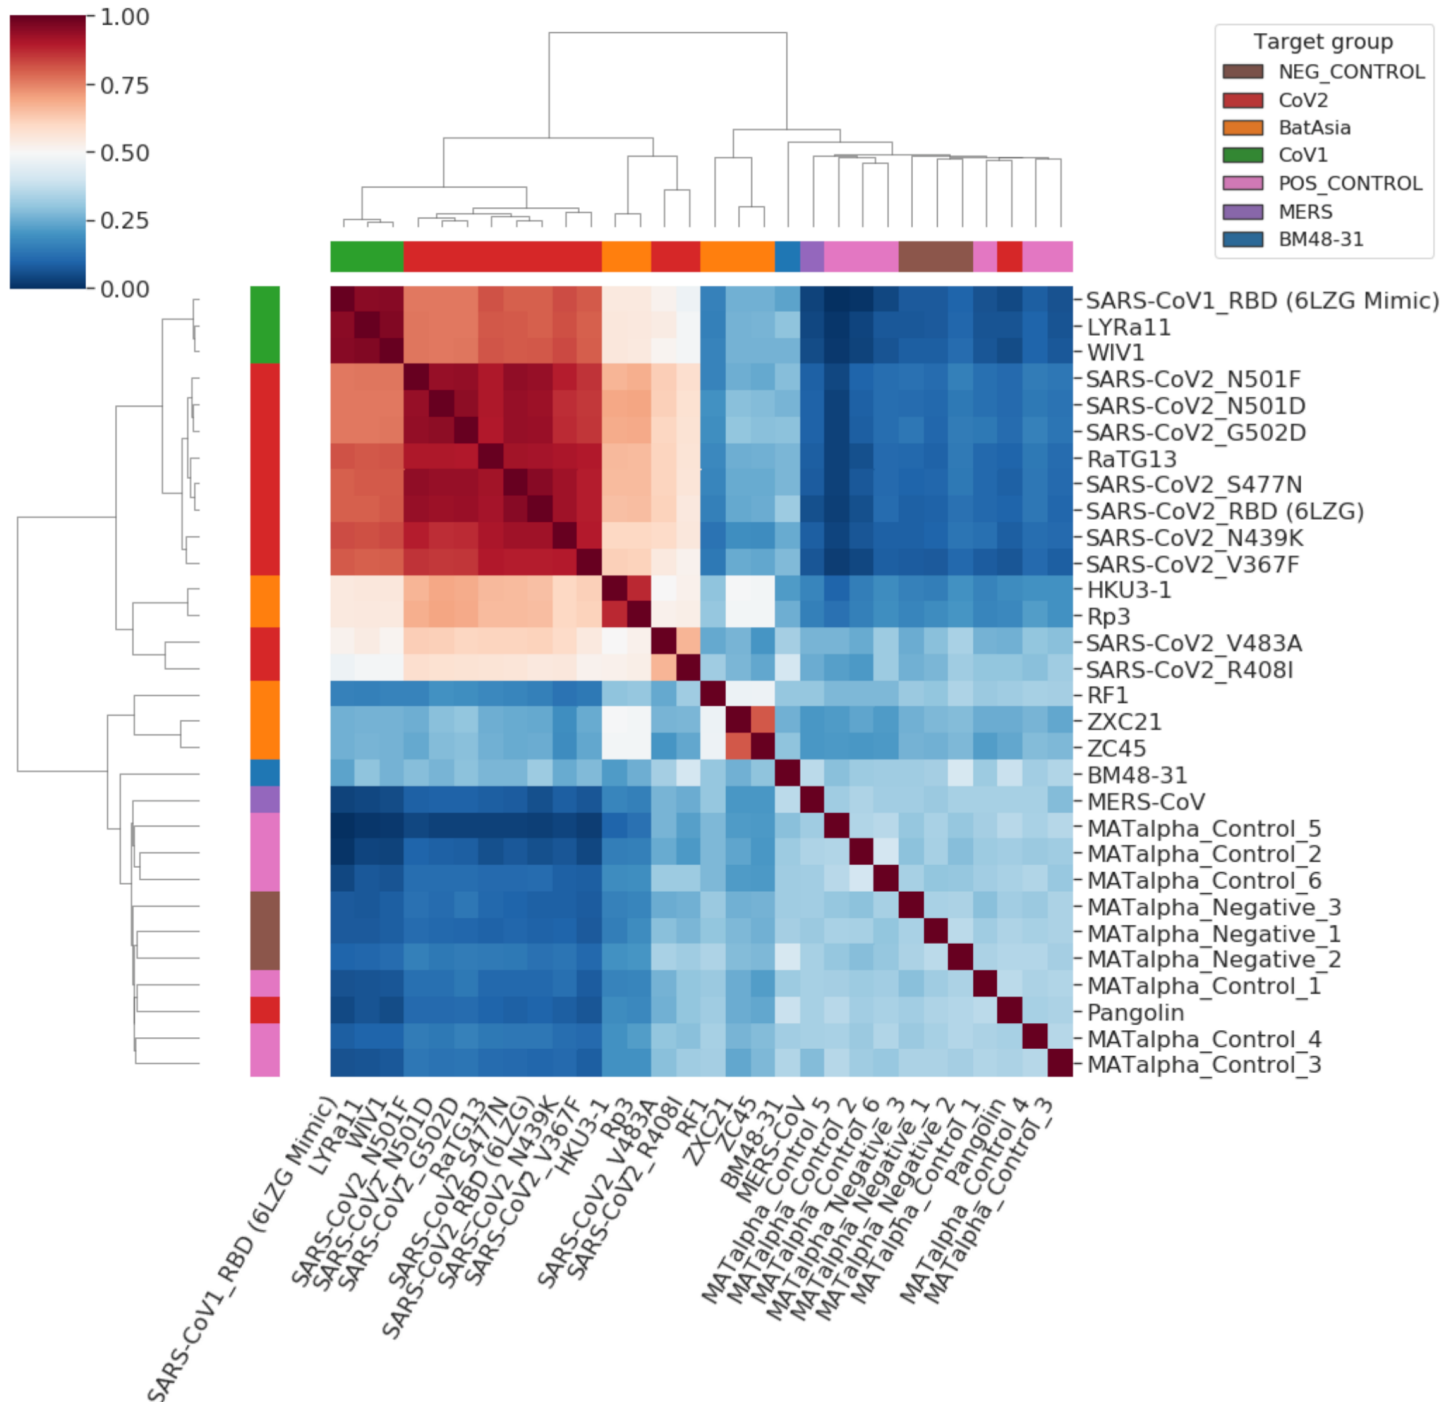 1.00
0.75
0.50
0.25
0.00
Target group
NEG_CONTROL
CoV2
BatAsia
CoV1
POS_CONTROL
MERS
BM48-31
SARS-CoV1_RBD (6LZG Mimic)
LYRa11
WIV1
SARS-CoV2_N501F
SARS-CoV2_N501D
SARS-CoV2_G502D
RaTG13
SARS-CoV2_S477N
SARS-CoV2_RBD (6LZG)
SARS-CoV2_N439K
SARS-CoV2_V367F
HKU3-1
Rp3
SARS-CoV2_V483A
SARS-CoV2_R408I
RF1
ZXC21
ZC45
BM48-31
MERS-CoV
MATalpha_Control_5
MATalpha_Control_2
MATalpha_Control_6
MATalpha_Negative_3
MATalpha_Negative_1
MATalpha_Negative_2
MATalpha_Control_1
Pangolin
MATalpha_Control_4
MATalpha_Control_3
SARS-CoV1_RBD (6LZG Mimic)
LYRa11
WIV1
SARS-CoV2_N501F
SARS-CoV2_N501D
SARS-CoV2_G502D
RaTG13
SARS-CoV2_S477N
SARS-CoV2_RBD (6LZG)
SARS-CoV2_N439K
SARS-CoV2_V367F
HKU3-1
Rp3
SARS-CoV2_V483A
SARS-CoV2_R408I
RF1
ZXC21
ZC45
BM48-31
MERS-CoV
MATalpha_Control_5
MATalpha_Control_2
MATalpha_Control_6
MATalpha_Negative_3
MATalpha_Negative_1
MATalpha_Negative_2
MATalpha_Control_1
Pangolin
MATalpha_Control_4
MATalpha_Control_3